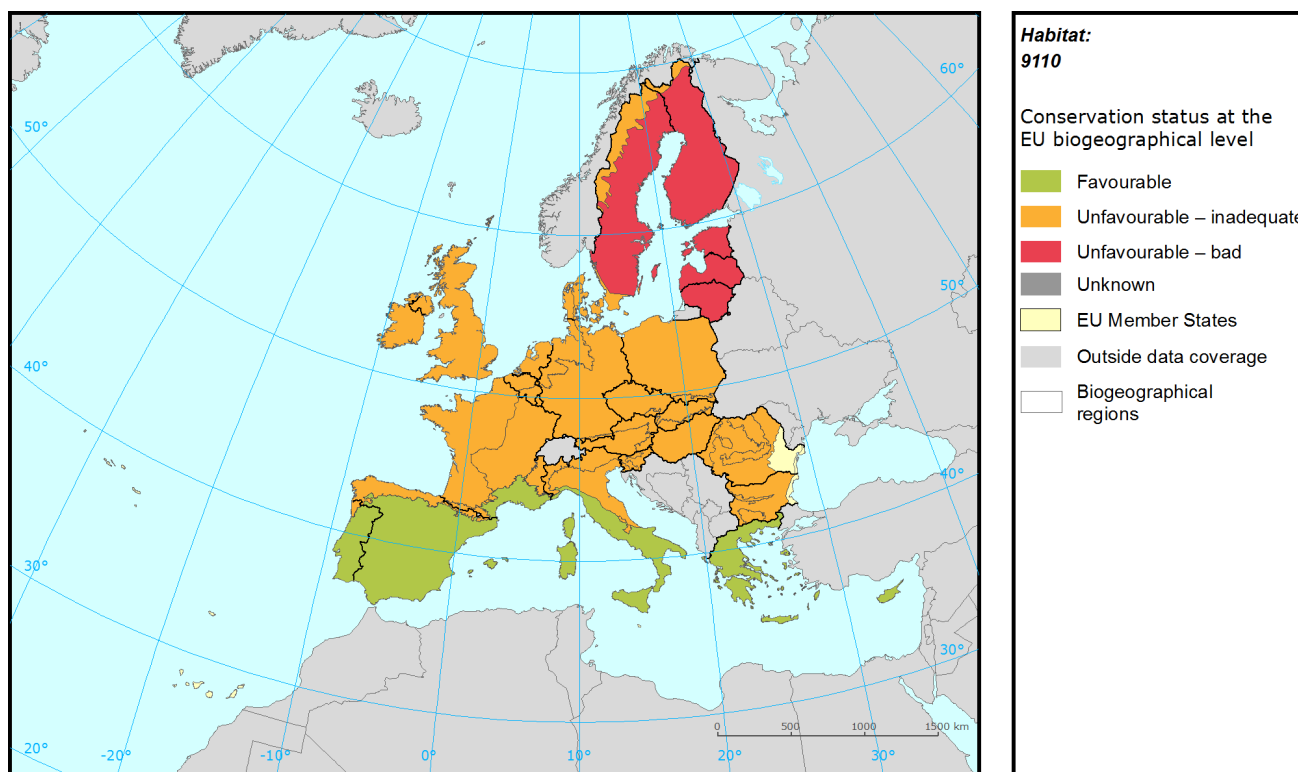 Habitat:
9110
Conservation status at the
EU biogeographical level
Favourable
Unfavourable – inadequate
Unfavourable – bad
Unknown
EU Member States
Outside data coverage
Biogeographical
regions
60°
50°
50°
40°
40°
30°
30°
20°
-20°
-10°
0°
10°
20°
30°
0
500
1000
1500 km